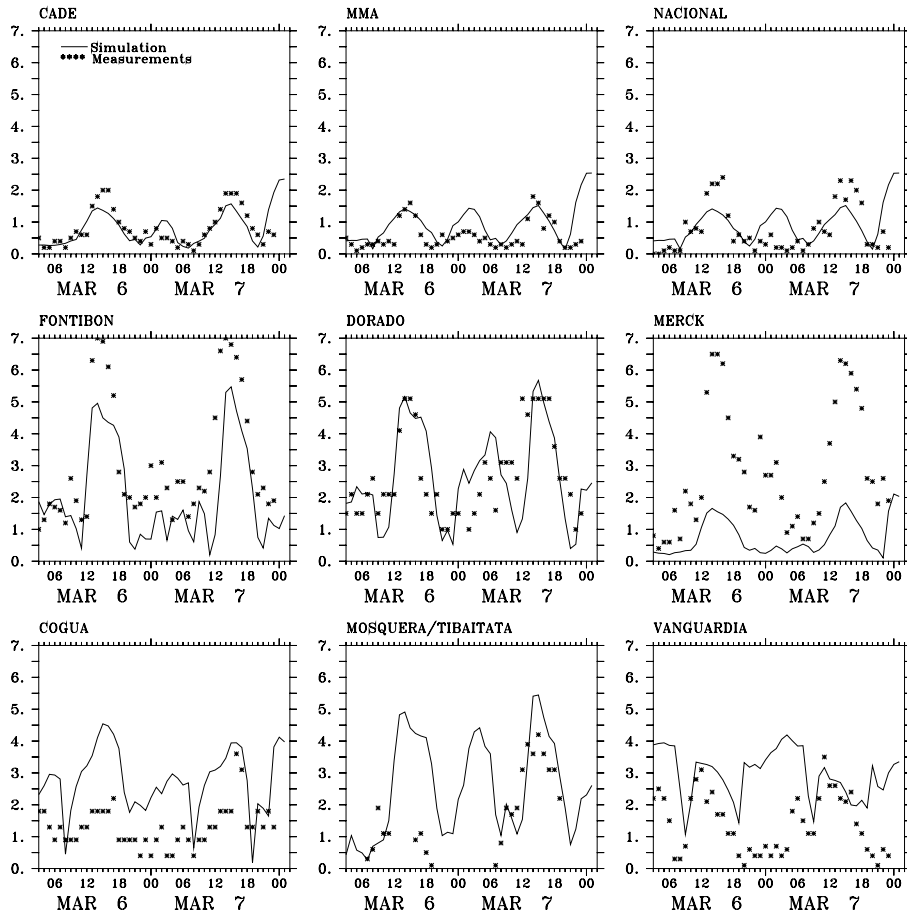 CADE MMA NACIONAL
7. 7. 7.
Simulation
Measurements
6. 6. 6.
5. 5. 5.
4. 4. 4.
3. 3. 3.
2. 2. 2.
1. 1. 1.
0. 0. 0.
06 12 18 00 06 12 18 00 06 12 18 00 06 12 18 00 06 12 18 00 06 12 18 00
MAR 6 MAR 7 MAR 6 MAR 7 MAR 6 MAR 7
FONTIBON DORADO MERCK
7. 7. 7.
6. 6. 6.
5. 5. 5.
4. 4. 4.
3. 3. 3.
2. 2. 2.
1. 1. 1.
0. 0. 0.
06 12 18 00 06 12 18 00 06 12 18 00 06 12 18 00 06 12 18 00 06 12 18 00
MAR 6 MAR 7 MAR 6 MAR 7 MAR 6 MAR 7
COGUA MOSQUERA/TIBAITATA VANGUARDIA
7. 7. 7.
6. 6. 6.
5. 5. 5.
4. 4. 4.
3. 3. 3.
2. 2. 2.
1. 1. 1.
0. 0. 0.
06 12 18 00 06 12 18 00 06 12 18 00 06 12 18 00 06 12 18 00 06 12 18 00
MAR 6 MAR 7 MAR 6 MAR 7 MAR 6 MAR 7